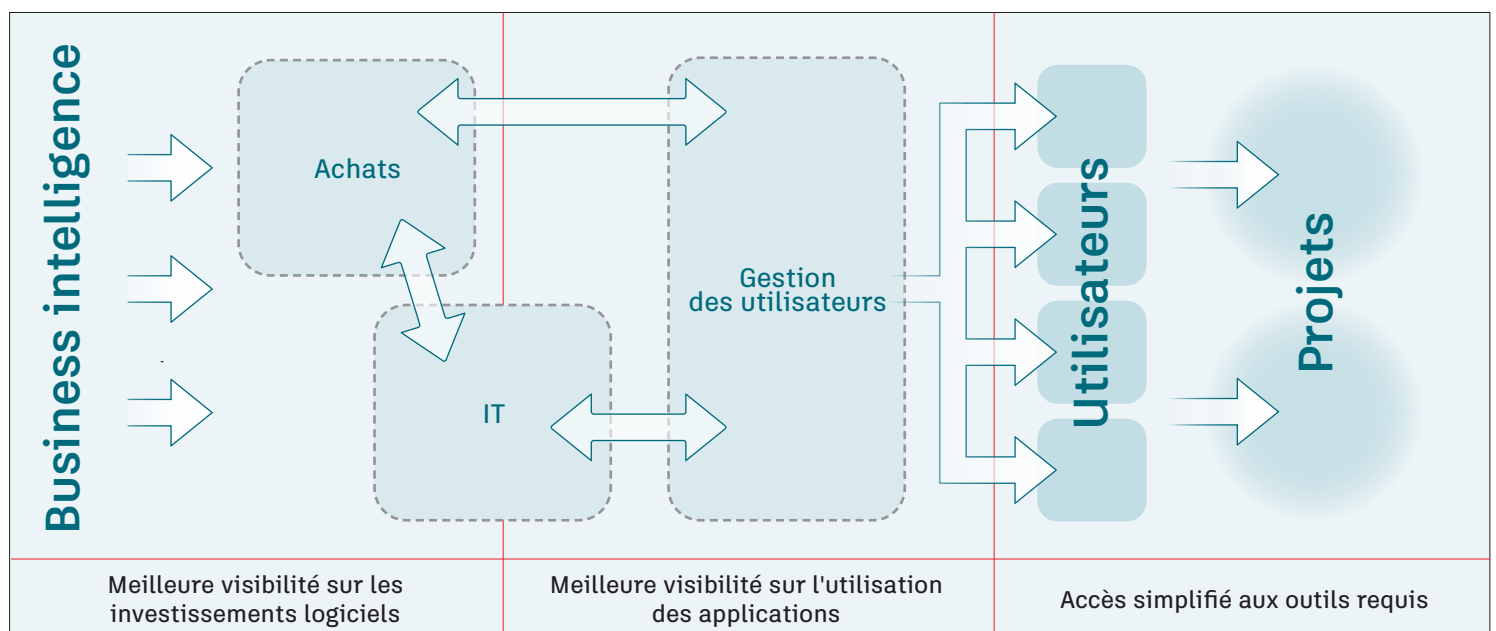 Business intelligence
Achats
IT
Gestion
des utilisateurs
Utilisateurs
Projets
Meilleure visibilité sur les
investissements logiciels
Meilleure visibilité sur l'utilisation
des applications
Accès simplifié aux outils requis